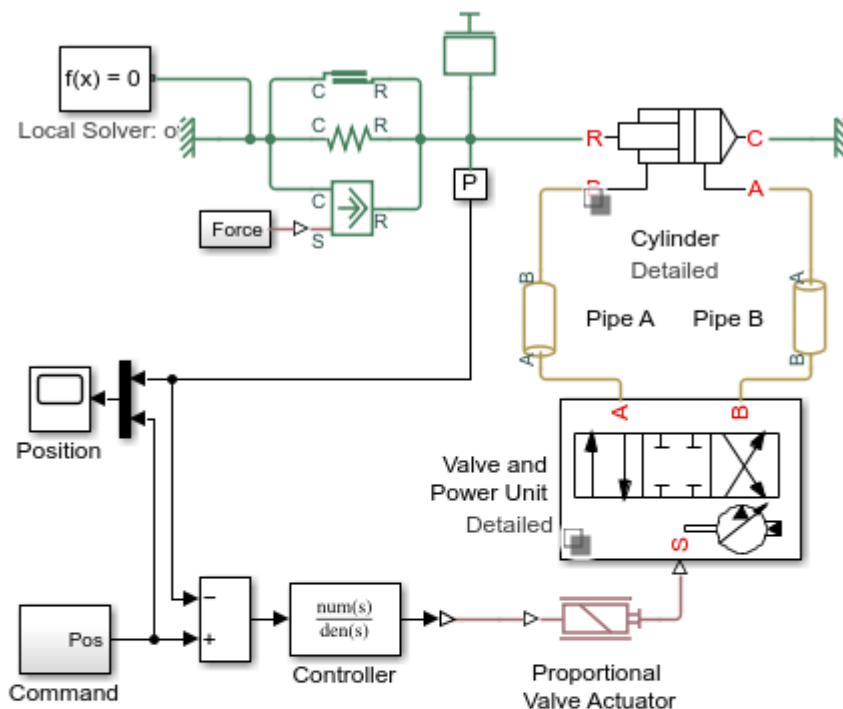 f(x) = 0
Local Solver:
C
R
C
R
C
R
S
Force
P
R
C
A
Cylinder
Detailed
B
A
Pipe A
Pipe B
A
B
A
B
Valve and
Power Unit
Detailed
S
Position
Pos
Command
−
+
num(s)
den(s)
Controller
Proportional
Valve Actuator